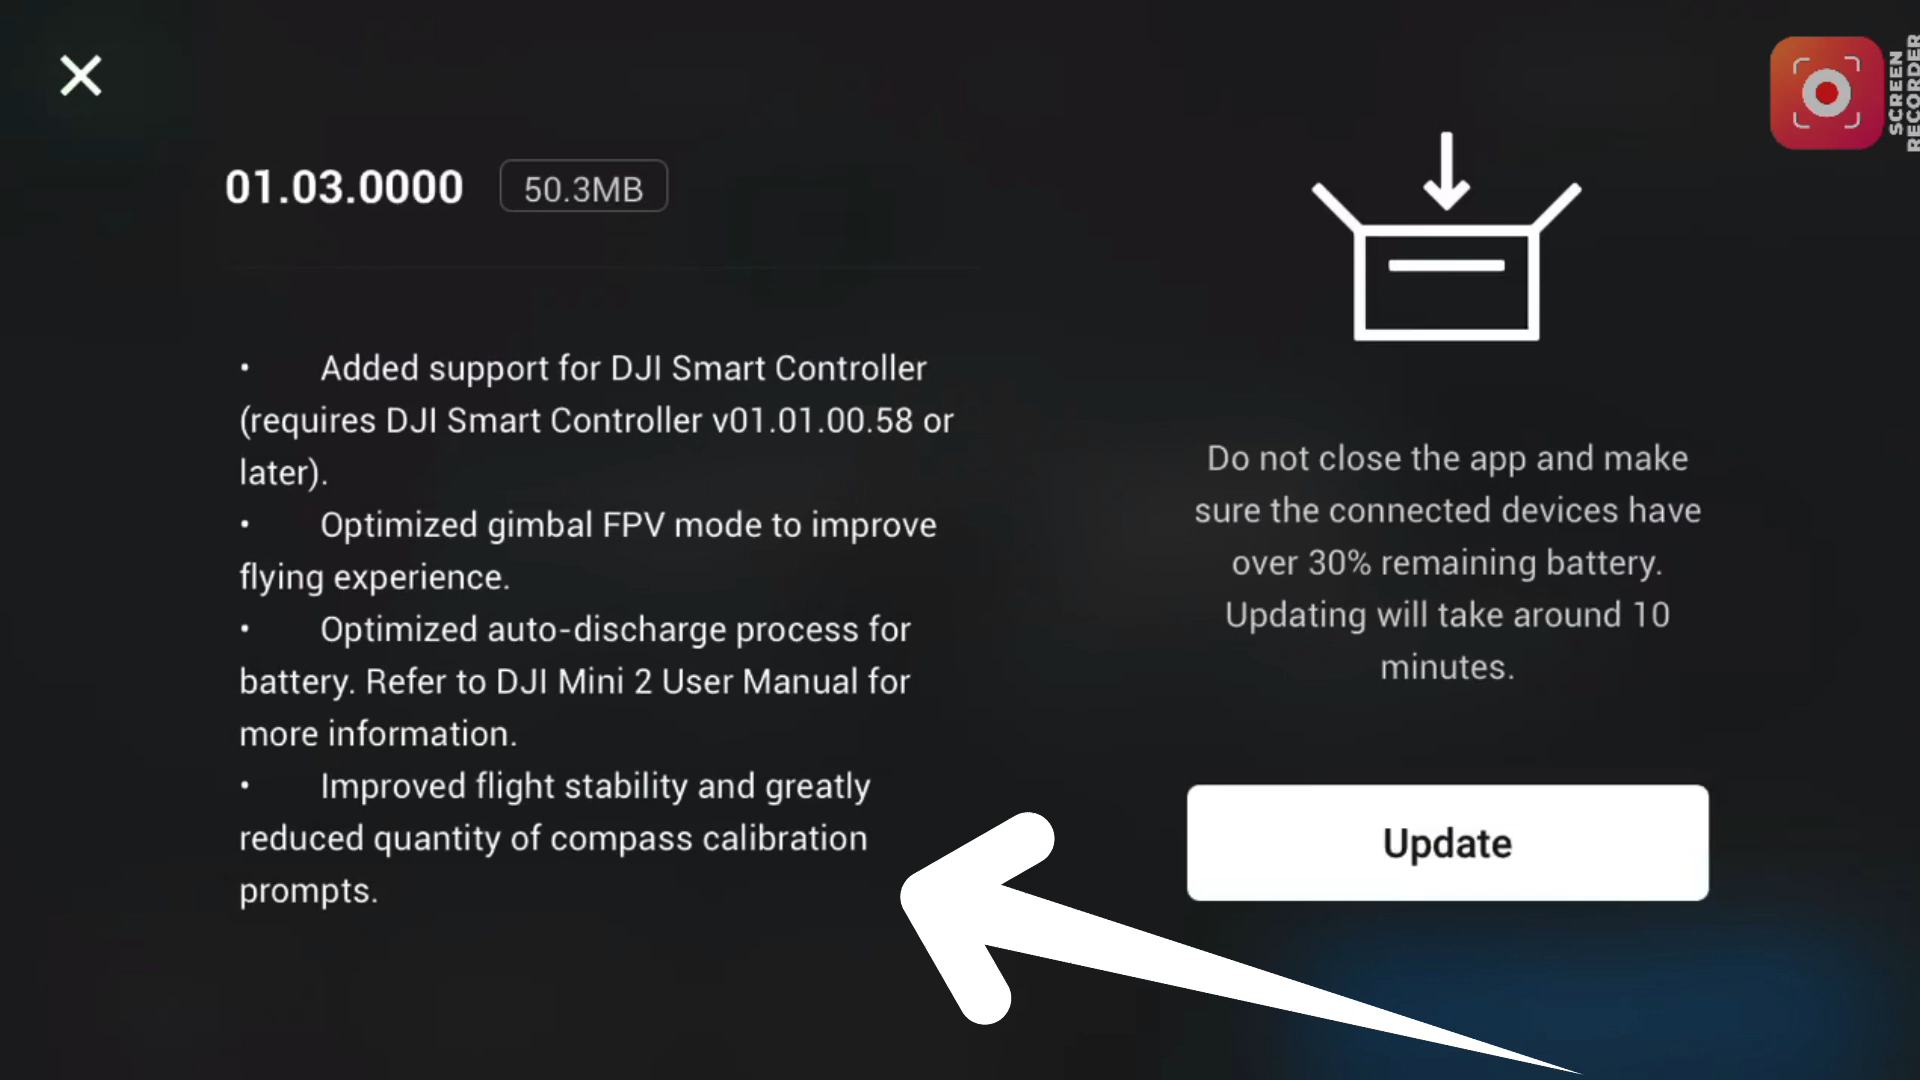 SCREEN
RECORDER
01.03.0000 50.3MB
• Added support for DJI Smart Controller
(requires DJI Smart Controller v01.01.00.58 or
later).
• Optimized gimbal FPV mode to improve
flying experience.
• Optimized auto-discharge process for
battery. Refer to DJI Mini 2 User Manual for
more information.
• Improved flight stability and greatly
reduced quantity of compass calibration
prompts.
Do not close the app and make
sure the connected devices have
over 30% remaining battery.
Updating will take around 10
minutes.
Update